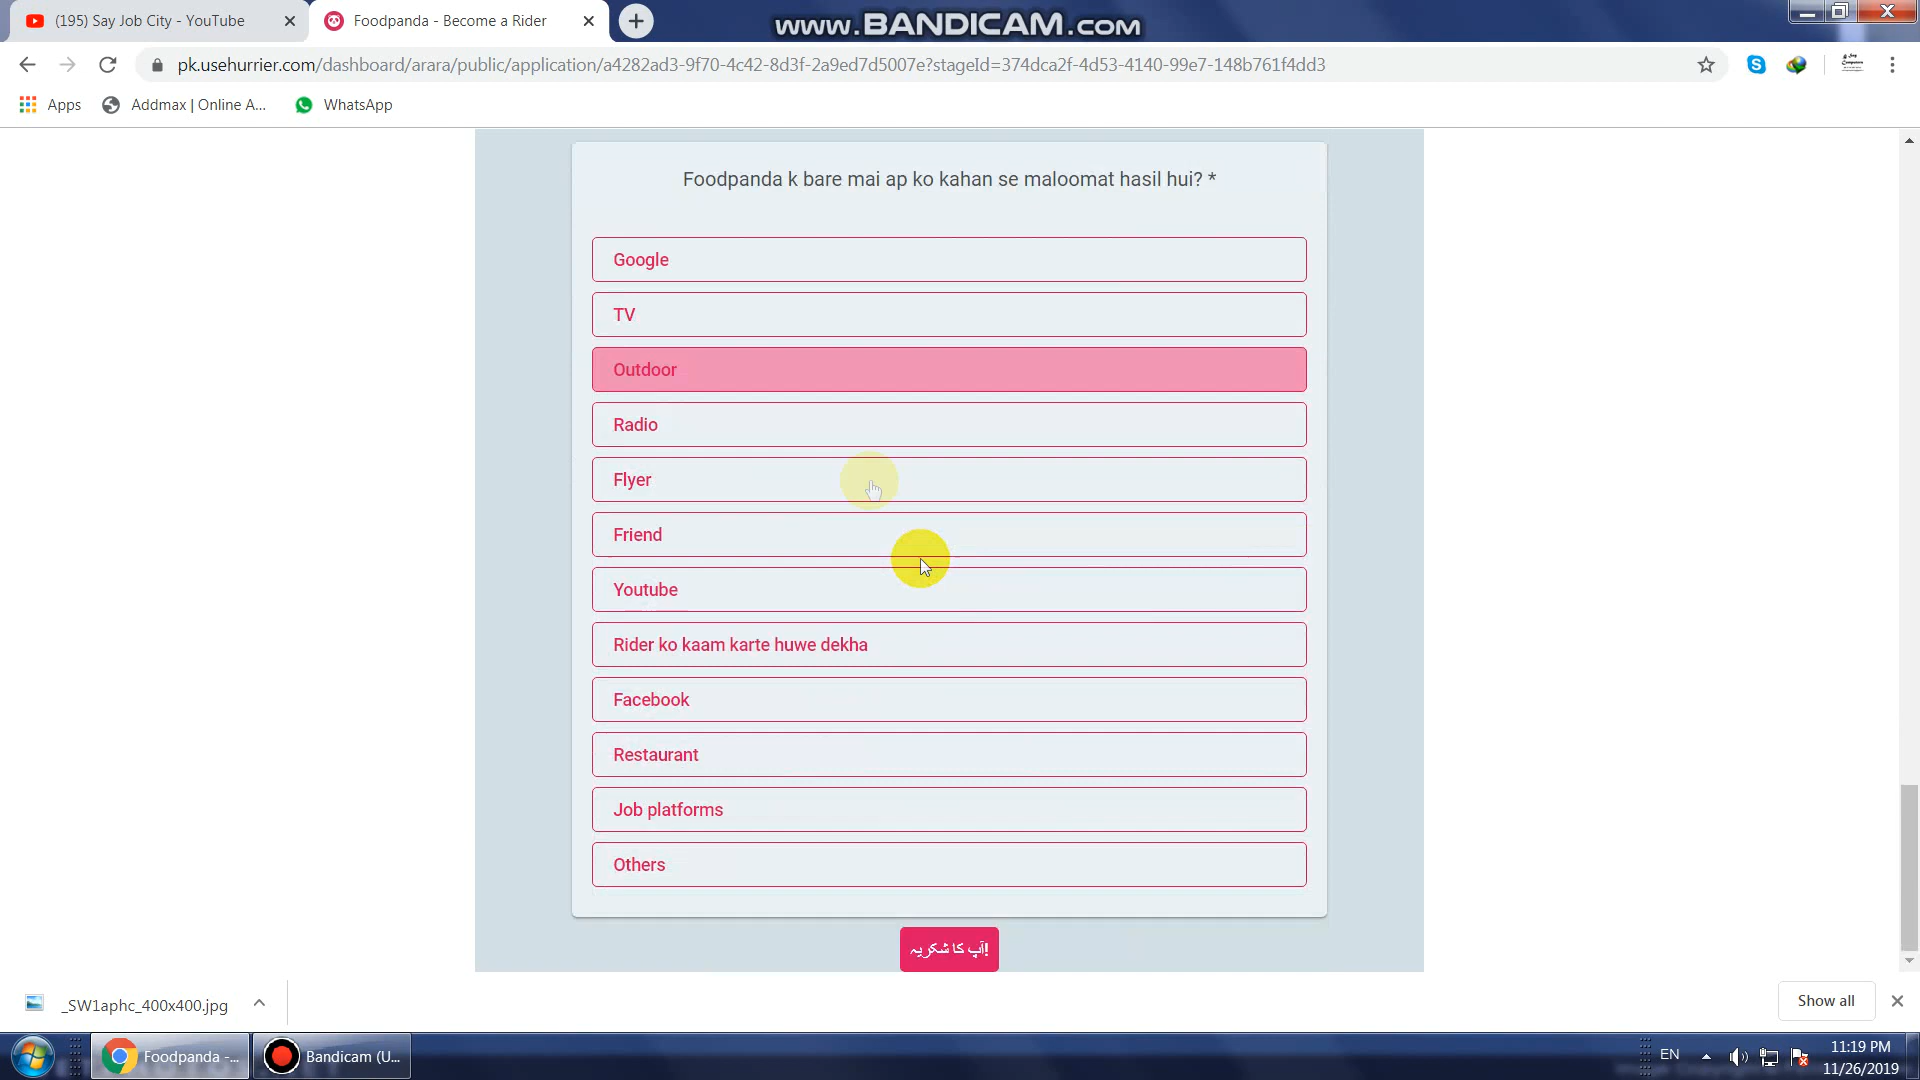 (195) Say Job City - YouTube
Foodpanda - Become a Rider
www.BANDICAM.com
pk.usehurrier.com/dashboard/arara/public/application/a4282ad3-9f70-4c42-8d3f-2a9ed7d5007e?stageId=374dca2f-4d53-4140-99e7-148b761f4dd3
Apps
Addmax | Online A...
WhatsApp
Foodpanda k bare mai ap ko kahan se maloomat hasil hui? *
Google
TV
Outdoor
Radio
Flyer
Friend
Youtube
Rider ko kaam karte huwe dekha
Facebook
Restaurant
Job platforms
Others
آپ کا شکریہ!
_SW1aphc_400x400.jpg
Show all
Foodpanda -...
Bandicam (U...
EN
11:19 PM
11/26/2019